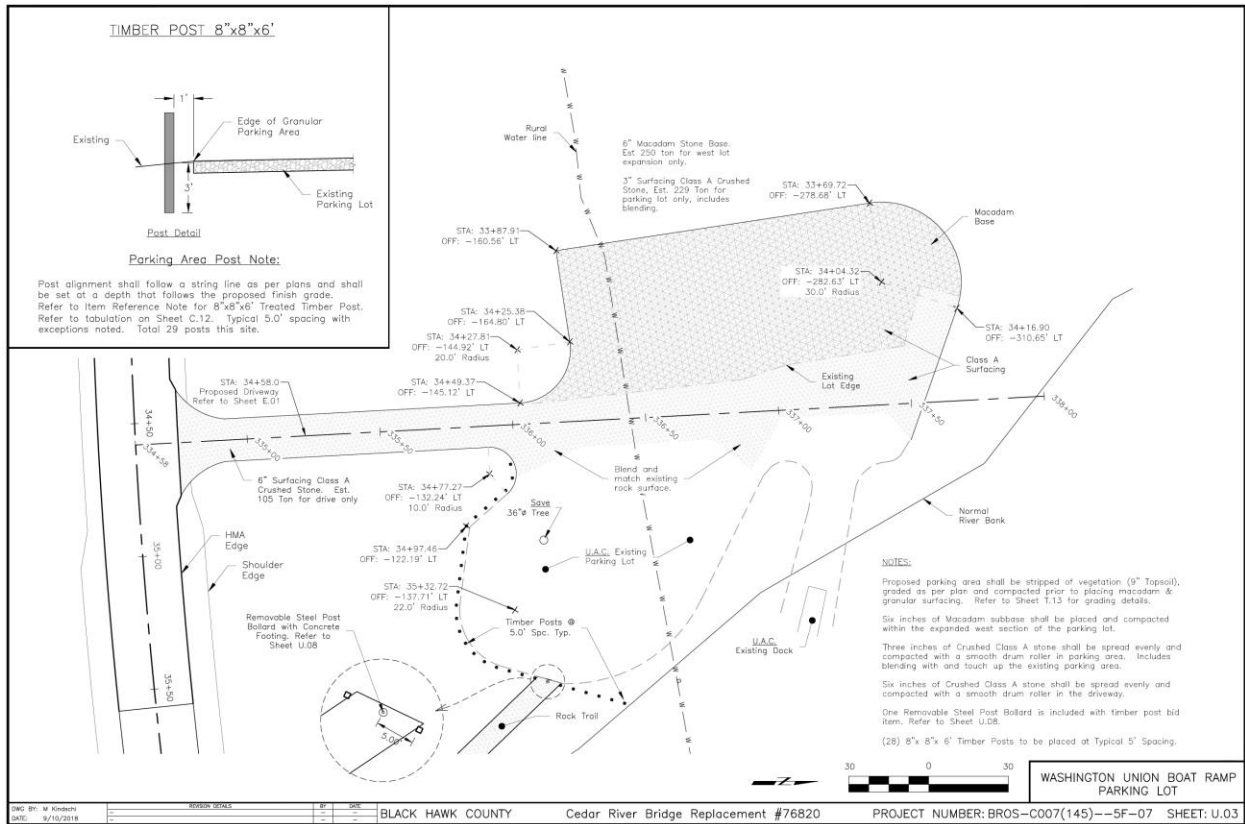 TIMBER POST 8"x8"x6'
1'
Existing
Edge of Granular
Parking Area
3'
Existing
Parking Lot
Post Detail
Parking Area Post Note:
Post alignment shall follow a string line as per plans and shall
be set at a depth that follows the proposed finish grade.
Refer to Item Reference Note for 8"x8"x6' Treated Timber Post.
Refer to tabulation on Sheet C.12. Typical 5.0' spacing with
exceptions noted. Total 29 posts this site.
Rural
Water line
6" Macadam Stone Base.
Est 250 ton for west lot
expansion only.
3" Surfacing Class A Crushed
Stone, Est. 229 Ton for
parking lot only, includes
blending.
STA: 33+69.72
OFF: -278.68' LT
Macadam
Base
STA: 33+87.91
OFF: -160.56' LT
STA: 34+04.32
OFF: -282.63' LT
30.0' Radius
STA: 34+25.38
OFF: -164.80' LT
STA: 34+27.81
OFF: -144.92' LT
20.0' Radius
STA: 34+16.90
OFF: -310.65' LT
Class A
Surfacing
Existing
Lot Edge
STA: 34+49.37
OFF: -145.12' LT
STA: 34+58.0
Proposed Driveway
Refer to Sheet E.01
34+50
334+58
335+00
335+50
336+00
336+50
337+00
337+50
338+00
6" Surfacing Class A
Crushed Stone. Est.
105 Ton for drive only
Blend and
match existing
rock surface.
STA: 34+77.27
OFF: -132.24' LT
10.0' Radius
Save
36"ø Tree
Normal
River Bank
HMA
Edge
35+00
Shoulder
Edge
STA: 34+97.46
OFF: -122.19' LT
U.A.C. Existing
Parking Lot
STA: 35+32.72
OFF: -137.71' LT
22.0' Radius
Removable Steel Post
Bollard with Concrete
Footing. Refer to
Sheet U.08
Timber Posts @
5.0' Spc. Typ.
U.A.C.
Existing Dock
35+50
5.00'
Rock Trail
NOTES:
Proposed parking area shall be stripped of vegetation (9" Topsoil),
graded as per plan and compacted prior to placing macadam &
granular surfacing. Refer to Sheet T.13 for grading details.
Six inches of Macadam subbase shall be placed and compacted
within the expanded west section of the parking lot.
Three inches of Crushed Class A stone shall be spread evenly and
compacted with a smooth drum roller in parking area. Includes
blending with and touch up the existing parking area.
Six inches of Crushed Class A stone shall be spread evenly and
compacted with a smooth drum roller in the driveway.
One Removable Steel Post Bollard is included with timber post bid
item. Refer to Sheet U.08.
(28) 8"x 8"x 6' Timber Posts to be placed at Typical 5' Spacing.
Z
30 0 30
WASHINGTON UNION BOAT RAMP
PARKING LOT
DWG BY: M Kindschi
DATE: 9/10/2018
REVISION DETAILS BY DATE
BLACK HAWK COUNTY
Cedar River Bridge Replacement #76820
PROJECT NUMBER: BROS-C007(145)--5F-07 SHEET: U.03